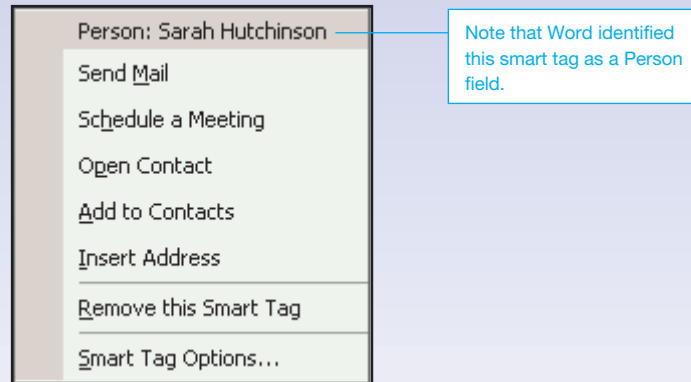 Person: Sarah Hutchinson
Send Mail
Schedule a Meeting
Open Contact
Add to Contacts
Insert Address
Remove this Smart Tag
Smart Tag Options...
Note that Word identified
this smart tag as a Person
field.